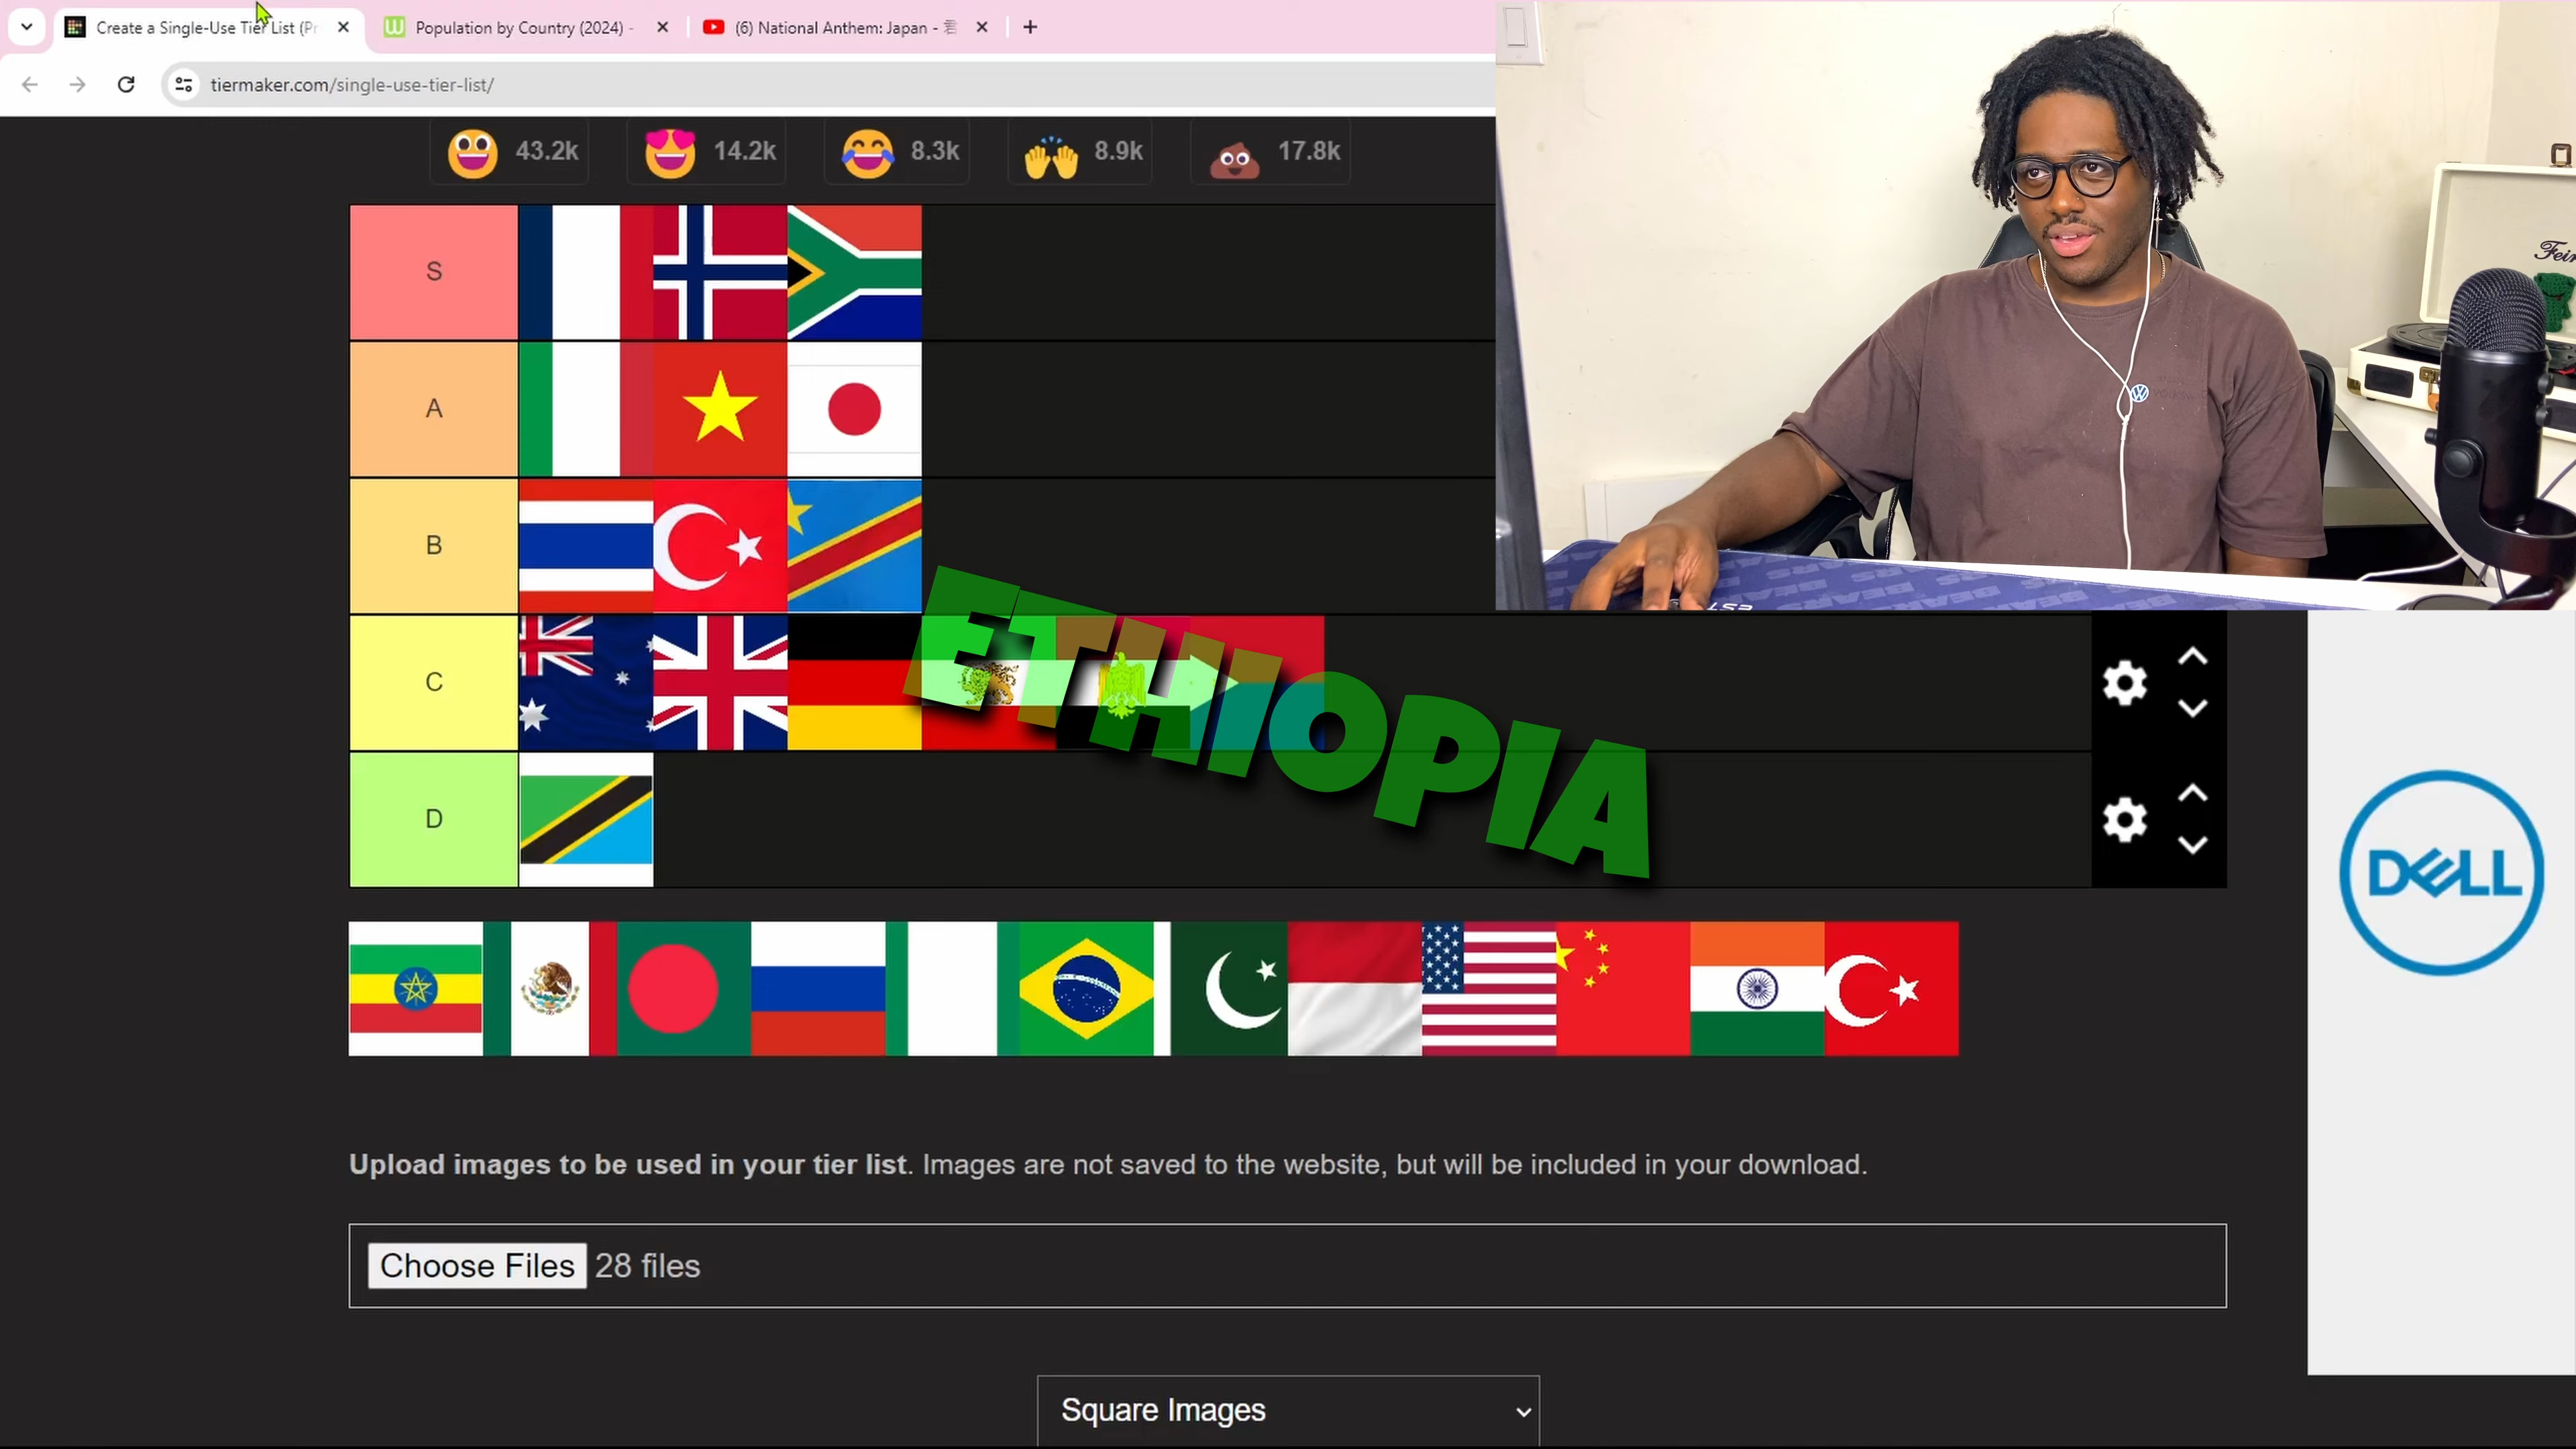 Create a Single-Use Tier List (Pr
Population by Country (2024) -
(6) National Anthem: Japan - 君
tiermaker.com/single-use-tier-list/
43.2k
14.2k
8.3k
8.9k
17.8k
S
A
B
C
D
ETHIOPIA
DELL
Upload images to be used in your tier list. Images are not saved to the website, but will be included in your download.
Choose Files 28 files
Square Images
BEARS